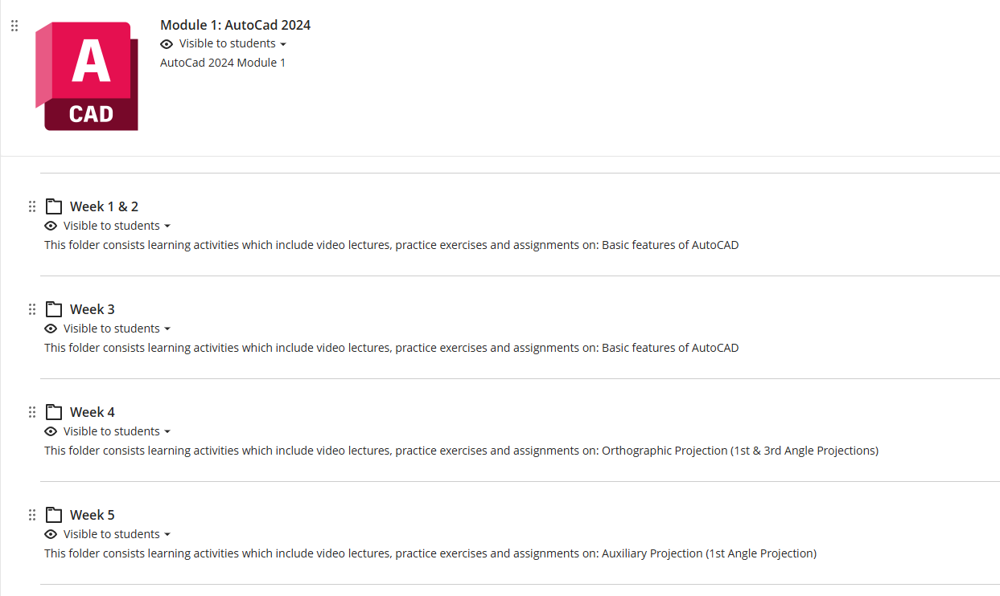 A
CAD
Module 1: AutoCad 2024
Visible to students
AutoCad 2024 Module 1
Week 1 & 2
Visible to students
This folder consists learning activities which include video lectures, practice exercises and assignments on: Basic features of AutoCAD
Week 3
Visible to students
This folder consists learning activities which include video lectures, practice exercises and assignments on: Basic features of AutoCAD
Week 4
Visible to students
This folder consists learning activities which include video lectures, practice exercises and assignments on: Orthographic Projection (1st & 3rd Angle Projections)
Week 5
Visible to students
This folder consists learning activities which include video lectures, practice exercises and assignments on: Auxiliary Projection (1st Angle Projection)